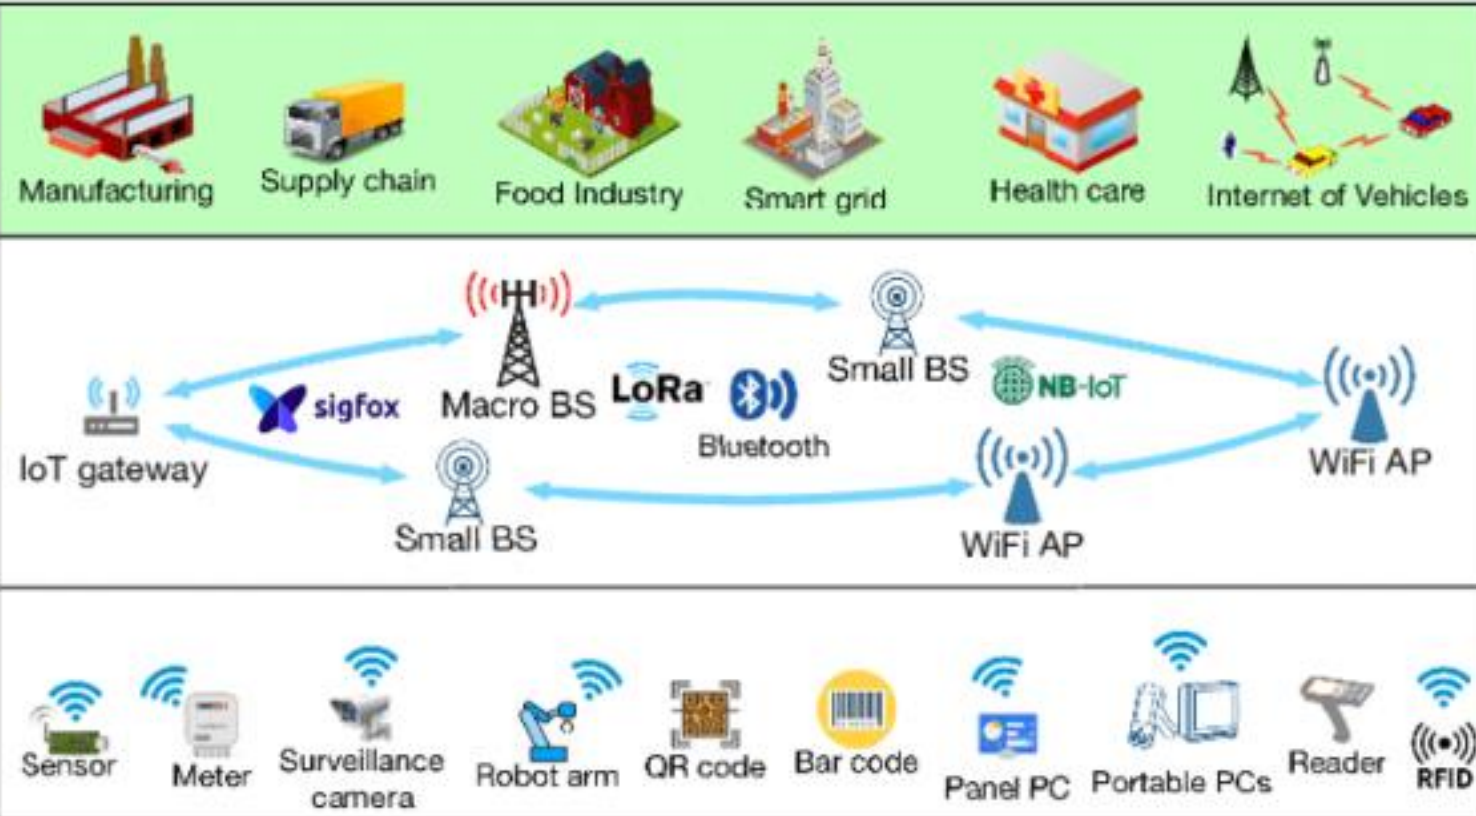 Manufacturing
Supply chain
Food Industry
Smart grid
Health care
Internet of Vehicles
sigfox
Macro BS
LoRa
Bluetooth
Small BS
NB-IoT
IoT gateway
WiFi AP
Small BS
WiFi AP
Sensor
Meter
Surveillance
camera
Robot arm
QR code
Bar code
Panel PC
Portable PCs
Reader
RFID